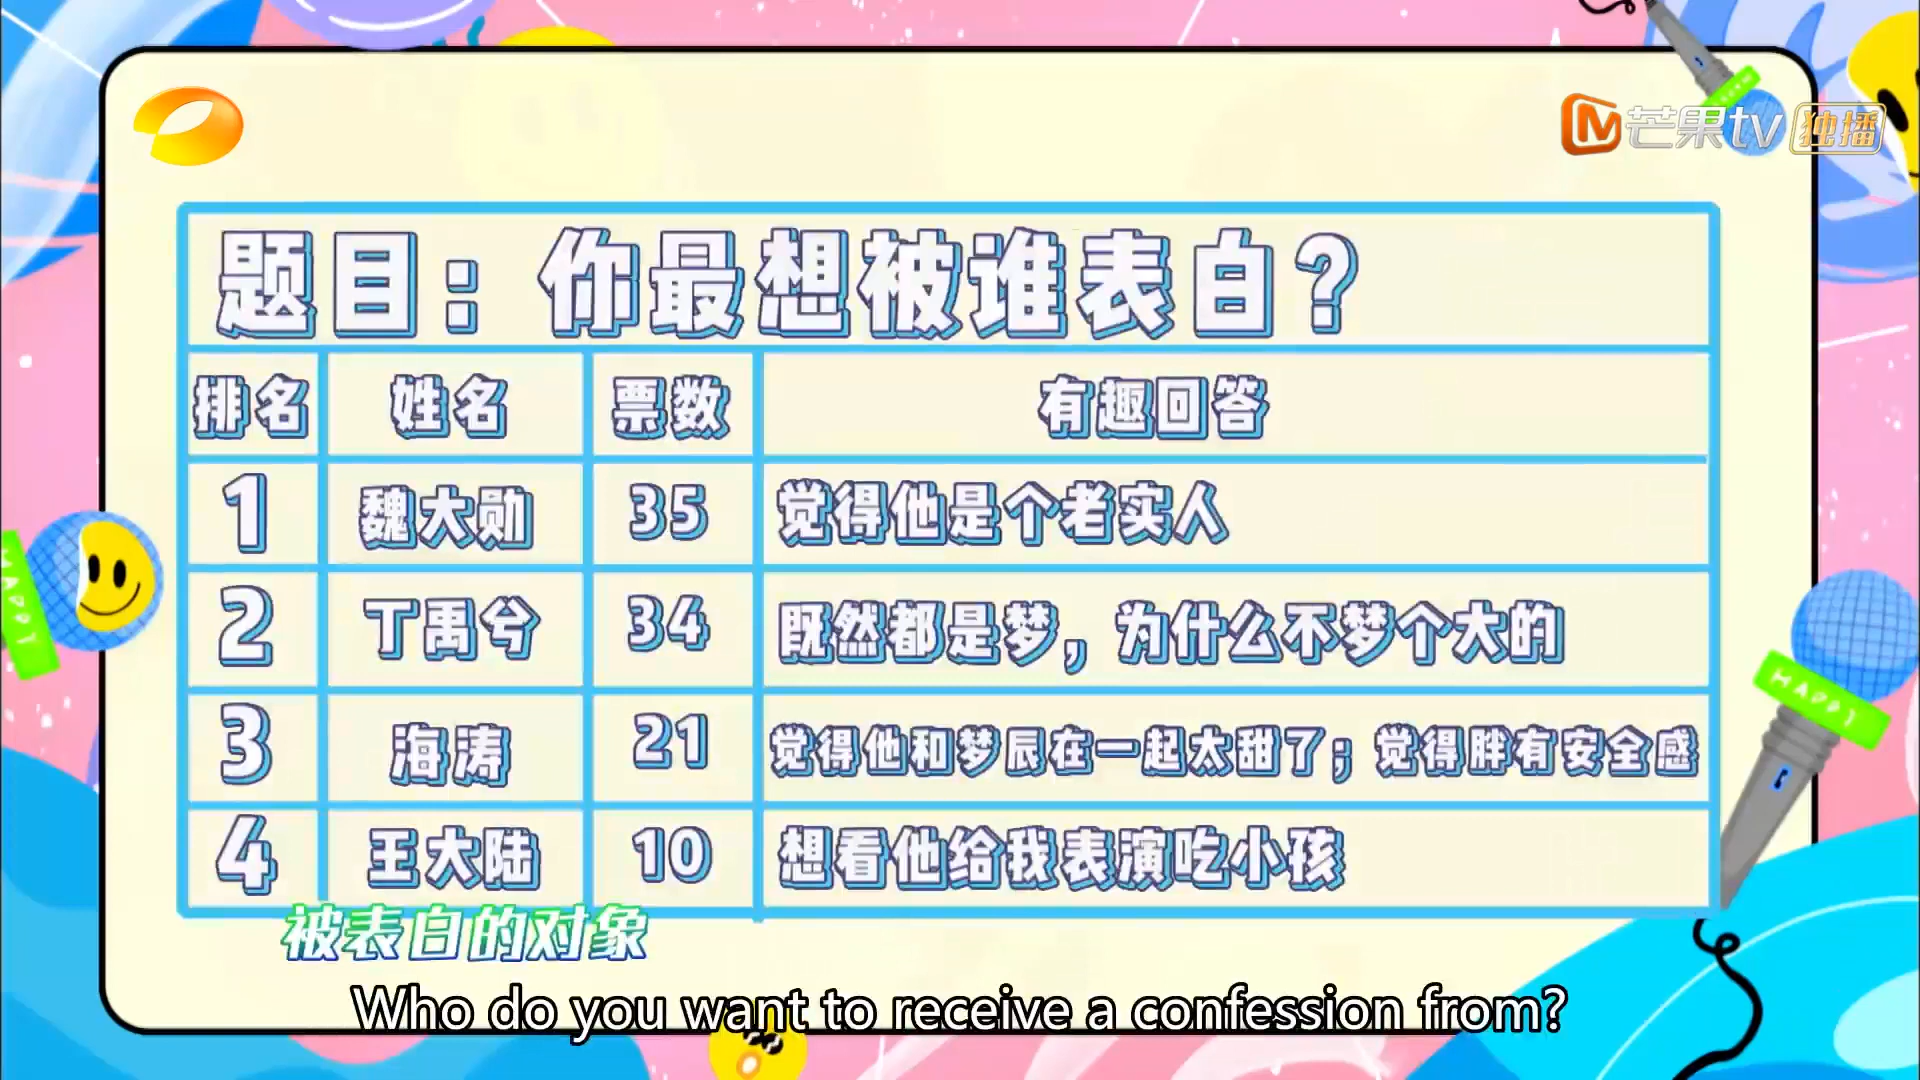 芒果tv 独播
题目：你最想被谁表白？
排名 姓名 票数 有趣回答
1 魏大勋 35 觉得他是个老实人
2 丁禹兮 34 既然都是梦，为什么不梦个大的
3 海涛 21 觉得他和梦辰在一起太甜了；觉得胖有安全感
4 王大陆 10 想看他给我表演吃小孩
被表白的对象
Who do you want to receive a confession from?
HAPPY
HAPPY